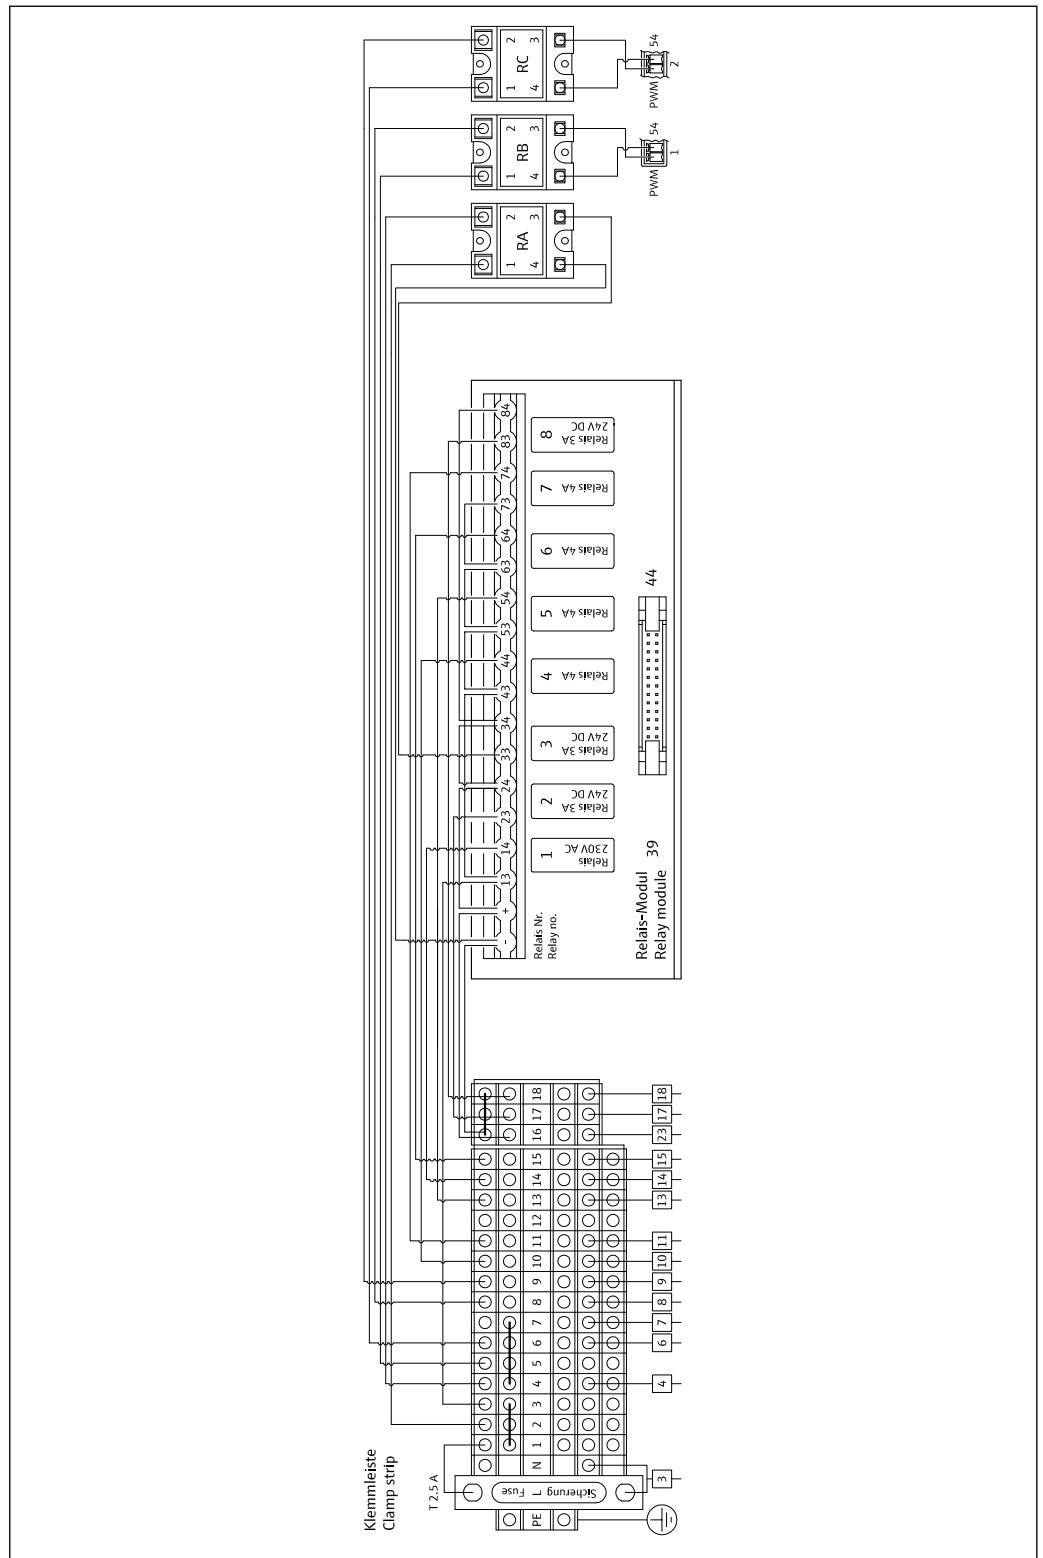 Klemmleiste
Clamp strip
T 2.5 A
PE
Sicherung
L
Fuse
N
1
2
3
4
5
6
7
8
9
10
11
12
13
14
15
16
17
18
3
4
6
7
8
9
10
11
13
14
15
23
17
18
-
+
13
14
23
24
33
34
43
44
53
54
63
64
73
74
83
84
Relais Nr.
Relay no.
1
Relais
230V AC
2
Relais 3A
24V DC
3
Relais 3A
24V DC
4
Relais 4A
5
Relais 4A
6
Relais 4A
7
Relais 4A
8
Relais 3A
24V DC
Relais-Modul
Relay module
39
44
RA
1
2
3
4
RB
1
2
3
4
RC
1
2
3
4
PWM
54
1
PWM
54
2